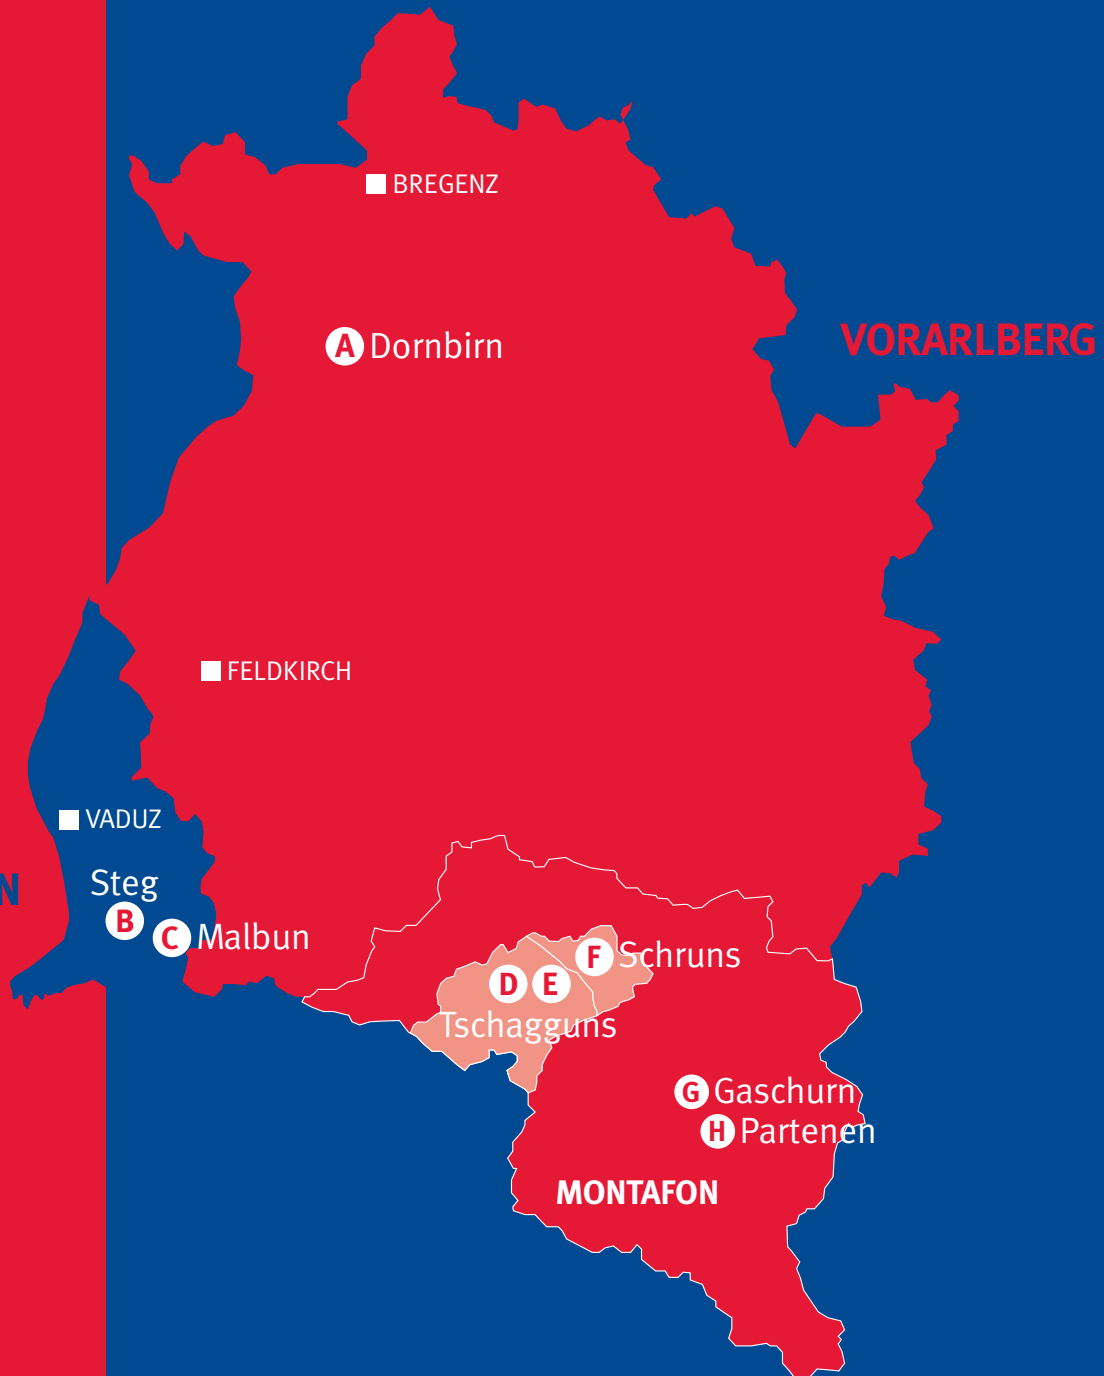 BREGENZ
A Dornbirn
VORARLBERG
FELDKIRCH
VADUZ
Steg
B
N
C Malbun
F Schruns
D E
Tschagguns
G Gaschurn
H Partenen
MONTAFON